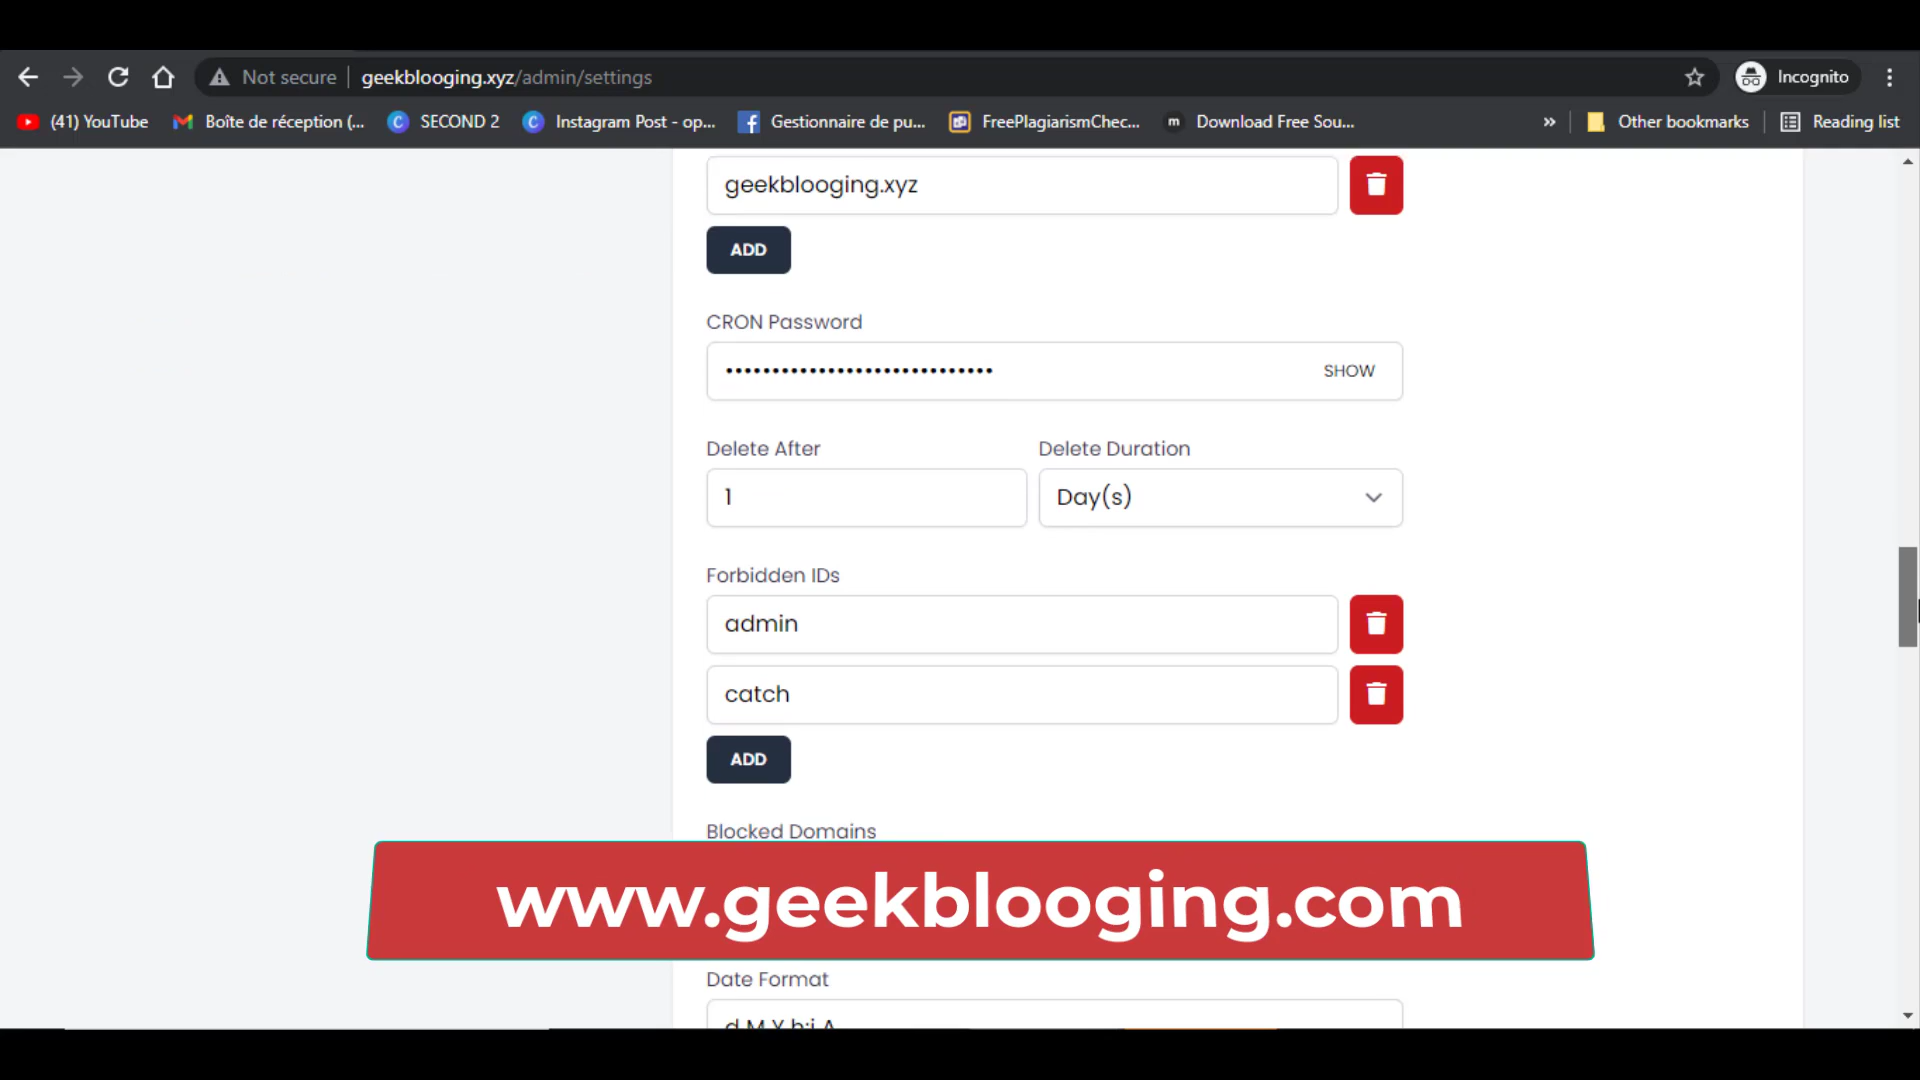 Not secure geekblooging.xyz/admin/settings Incognito
(41) YouTube Boîte de réception (... SECOND 2 Instagram Post - op... Gestionnaire de pu... FreePlagiarismChec... m Download Free Sou... » Other bookmarks Reading list
geekblooging.xyz
ADD
CRON Password
•••••••••••••••••••••••••••••• SHOW
Delete After Delete Duration
1 Day(s)
Forbidden IDs
admin
catch
ADD
Blocked Domains
www.geekblooging.com
Date Format
d M Y h:i A